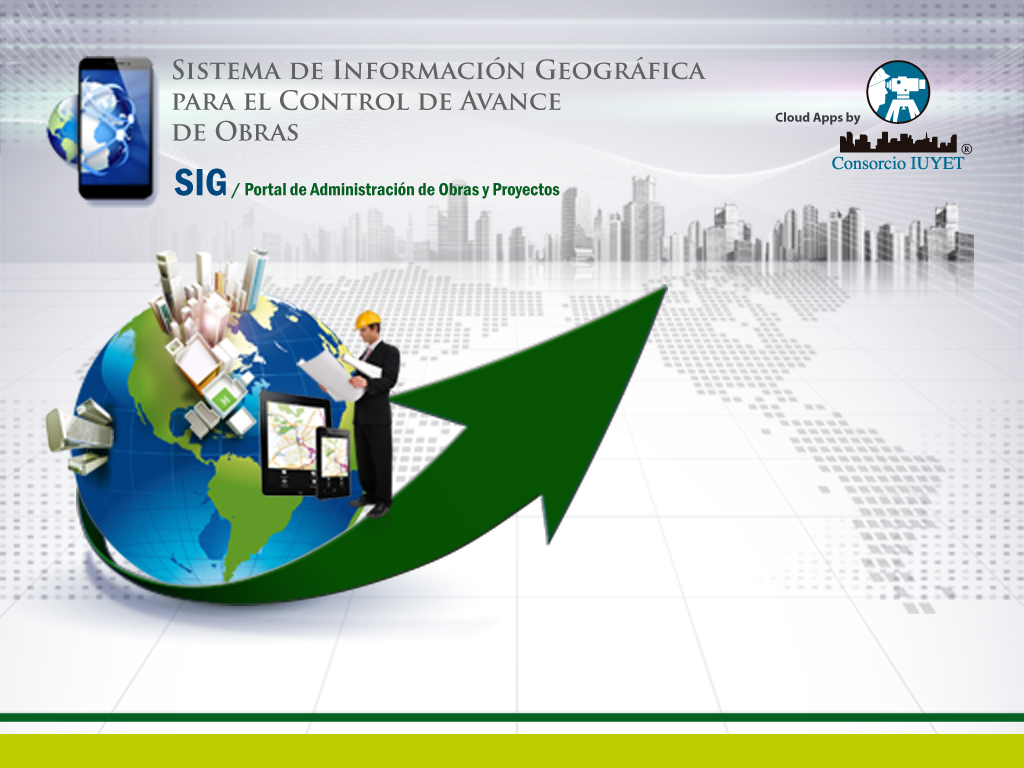 Sistema de Información Geográfica
para el Control de Avance
de Obras
SIG / Portal de Administración de Obras y Proyectos
Cloud Apps by
Consorcio IUYET ®